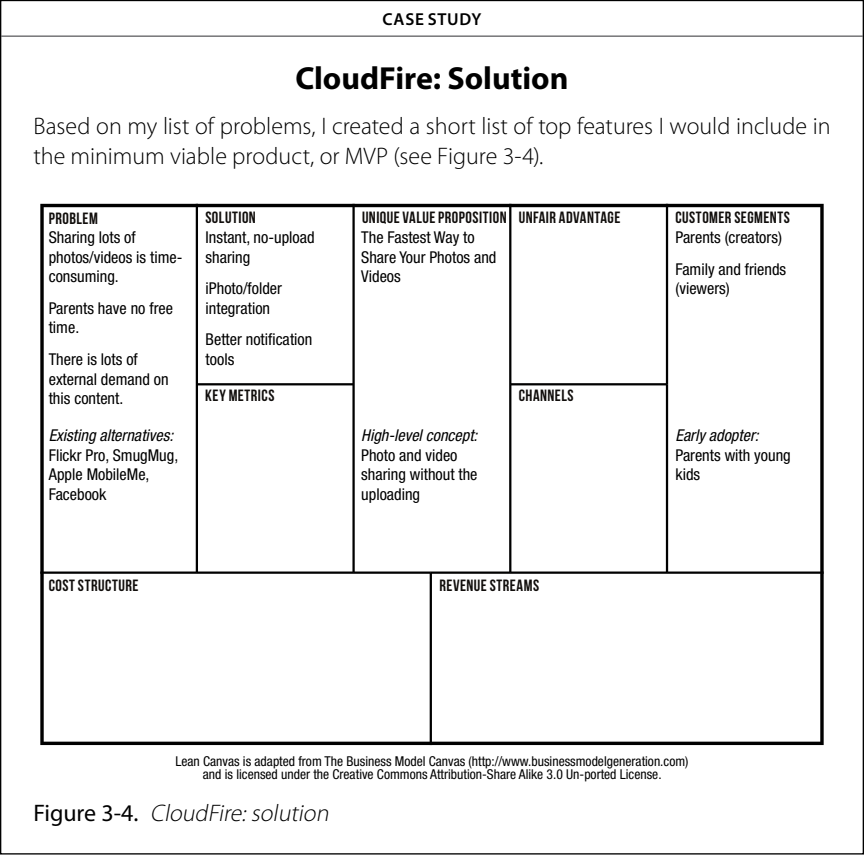 CASE STUDY
CloudFire: Solution
Based on my list of problems, I created a short list of top features I would include in
the minimum viable product, or MVP (see Figure 3-4).
PROBLEM
Sharing lots of
photos/videos is time-
consuming.
Parents have no free
time.
There is lots of
external demand on
this content.
Existing alternatives:
Flickr Pro, SmugMug,
Apple MobileMe,
Facebook
SOLUTION
Instant, no-upload
sharing
iPhoto/folder
integration
Better notification
tools
KEY METRICS
UNIQUE VALUE PROPOSITION
The Fastest Way to
Share Your Photos and
Videos
High-level concept:
Photo and video
sharing without the
uploading
UNFAIR ADVANTAGE
CHANNELS
CUSTOMER SEGMENTS
Parents (creators)
Family and friends
(viewers)
Early adopter:
Parents with young
kids
COST STRUCTURE
REVENUE STREAMS
Lean Canvas is adapted from The Business Model Canvas (http://www.businessmodelgeneration.com)
and is licensed under the Creative Commons Attribution-Share Alike 3.0 Un-ported License.
Figure 3-4. CloudFire: solution